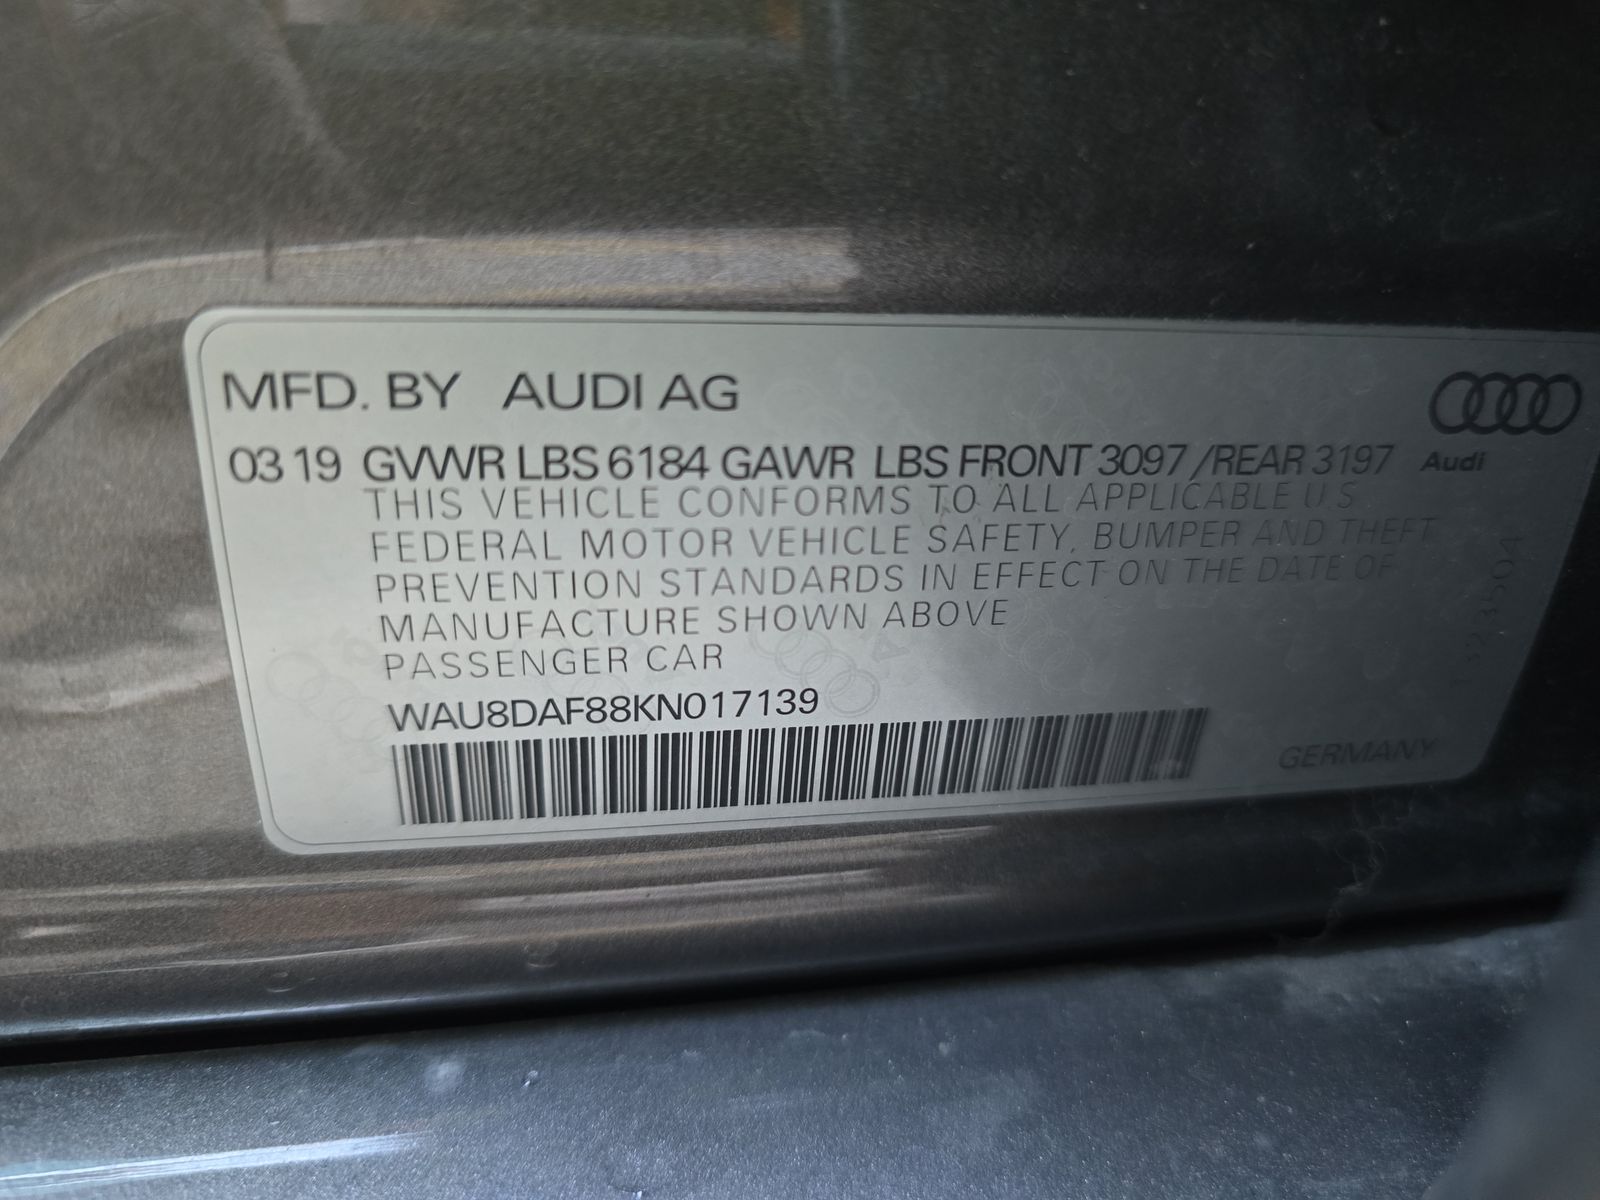 MFD. BY AUDI AG
03 19 GVWR LBS 6184 GAWR LBS FRONT 3097 /REAR 3197 Audi
THIS VEHICLE CONFORMS TO ALL APPLICABLE U S
FEDERAL MOTOR VEHICLE SAFETY, BUMPER AND THEFT
PREVENTION STANDARDS IN EFFECT ON THE DATE OF
MANUFACTURE SHOWN ABOVE
PASSENGER CAR
WAU8DAF88KN017139
GERMANY